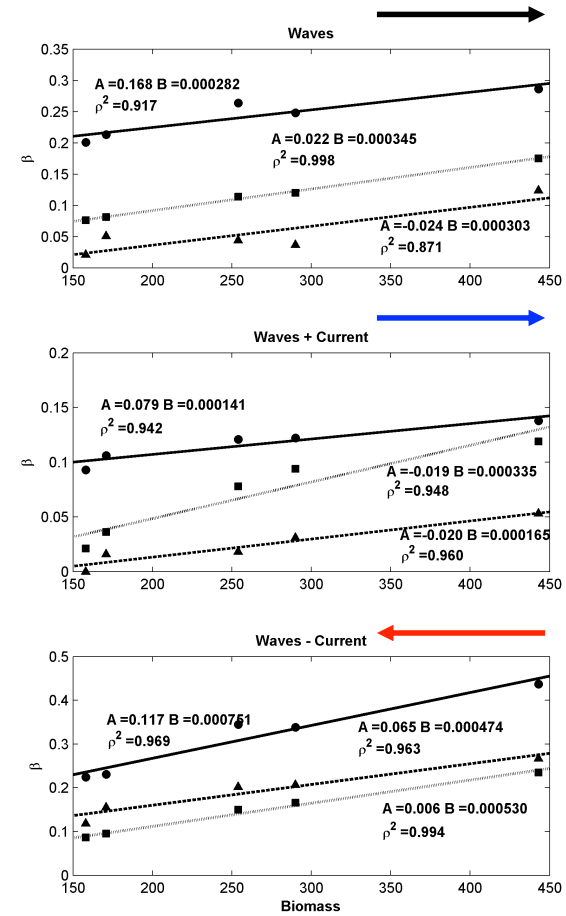 Waves
0.35
0.3
0.25
0.2
0.15
0.1
0.05
0
β
A =0.168 B =0.000282
ρ2 =0.917
A =0.022 B =0.000345
ρ2 =0.998
A =-0.024 B =0.000303
ρ2 =0.871
150 200 250 300 350 400 450
Waves + Current
0.2
0.15
0.1
0.05
0
β
A =0.079 B =0.000141
ρ2 =0.942
A =-0.019 B =0.000335
ρ2 =0.948
A =-0.020 B =0.000165
ρ2 =0.960
150 200 250 300 350 400 450
Waves - Current
0.5
0.4
0.3
0.2
0.1
0
β
A =0.117 B =0.000751
ρ2 =0.969
A =0.065 B =0.000474
ρ2 =0.963
A =0.006 B =0.000530
ρ2 =0.994
150 200 250 300 350 400 450
Biomass